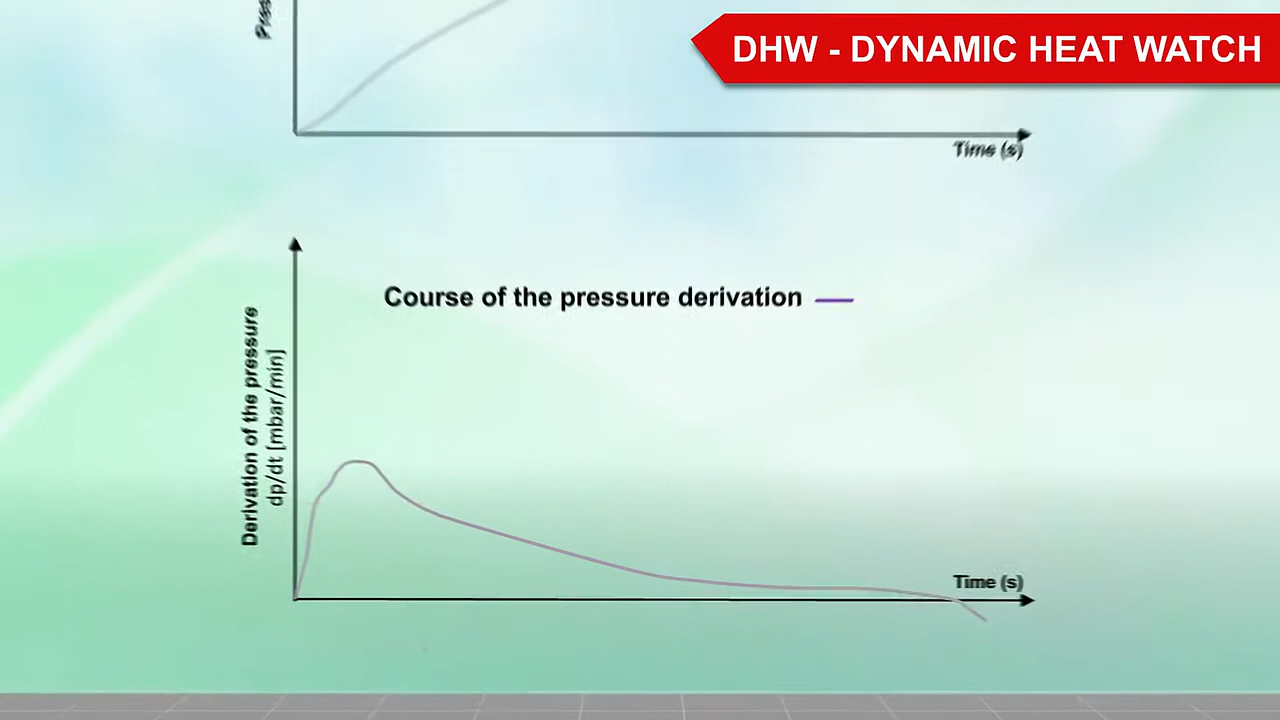 Pres
DHW - DYNAMIC HEAT WATCH
Time (s)
Course of the pressure derivation
Derivation of the pressure
dp/dt [mbar/min]
Time (s)